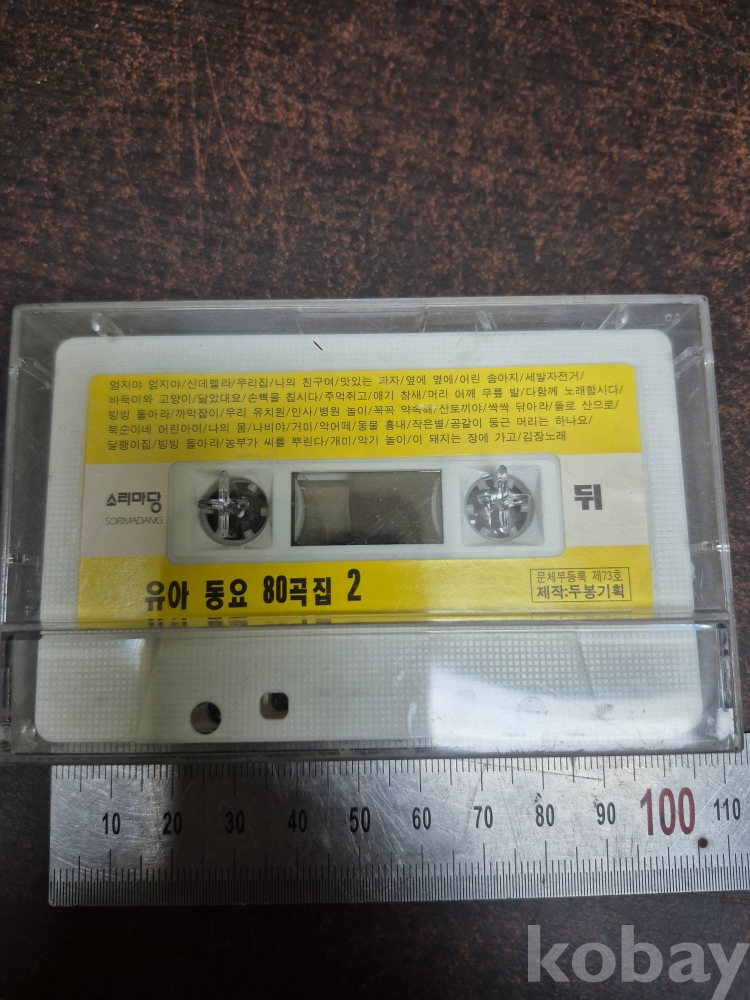 엄지야 엄지야/신데렐라/우리집/나의 친구여/맛있는 과자/옆에 옆에/어린 송아지/세발자전거/
바둑이와 고양이/닮았대요/손뼉을 칩시다/주먹쥐고/애기 참새/머리 어깨 무릎 발/다함께 노래합시다/
빙빙 돌아라/까막잡이/우리 유치원/인사/병원 놀이/꼭꼭 약속해/산토끼야/싹싹 닦아라/들로 산으로/
복순이네 어린아이/나의 몸/나비야/거미/악어떼/동물 흉내/작은별/공같이 둥근 머리는 하나요/
달팽이집/빙빙 돌아라/농부가 씨를 뿌린다/개미/악기 놀이/이 돼지는 장에 가고/김장노래
소리마당
SORIMADANG
뒤
유아 동요 80곡집 2
문체부등록 제73호
제작:두봉기획
10 20 30 40 50 60 70 80 90 100 110
kobay